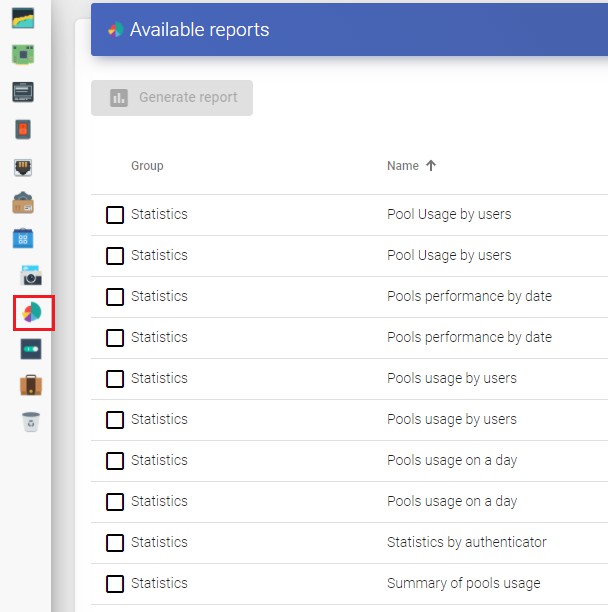 Available reports
Generate report
Group Name
Statistics Pool Usage by users
Statistics Pool Usage by users
Statistics Pools performance by date
Statistics Pools performance by date
Statistics Pools usage by users
Statistics Pools usage by users
Statistics Pools usage on a day
Statistics Pools usage on a day
Statistics Statistics by authenticator
Statistics Summary of pools usage